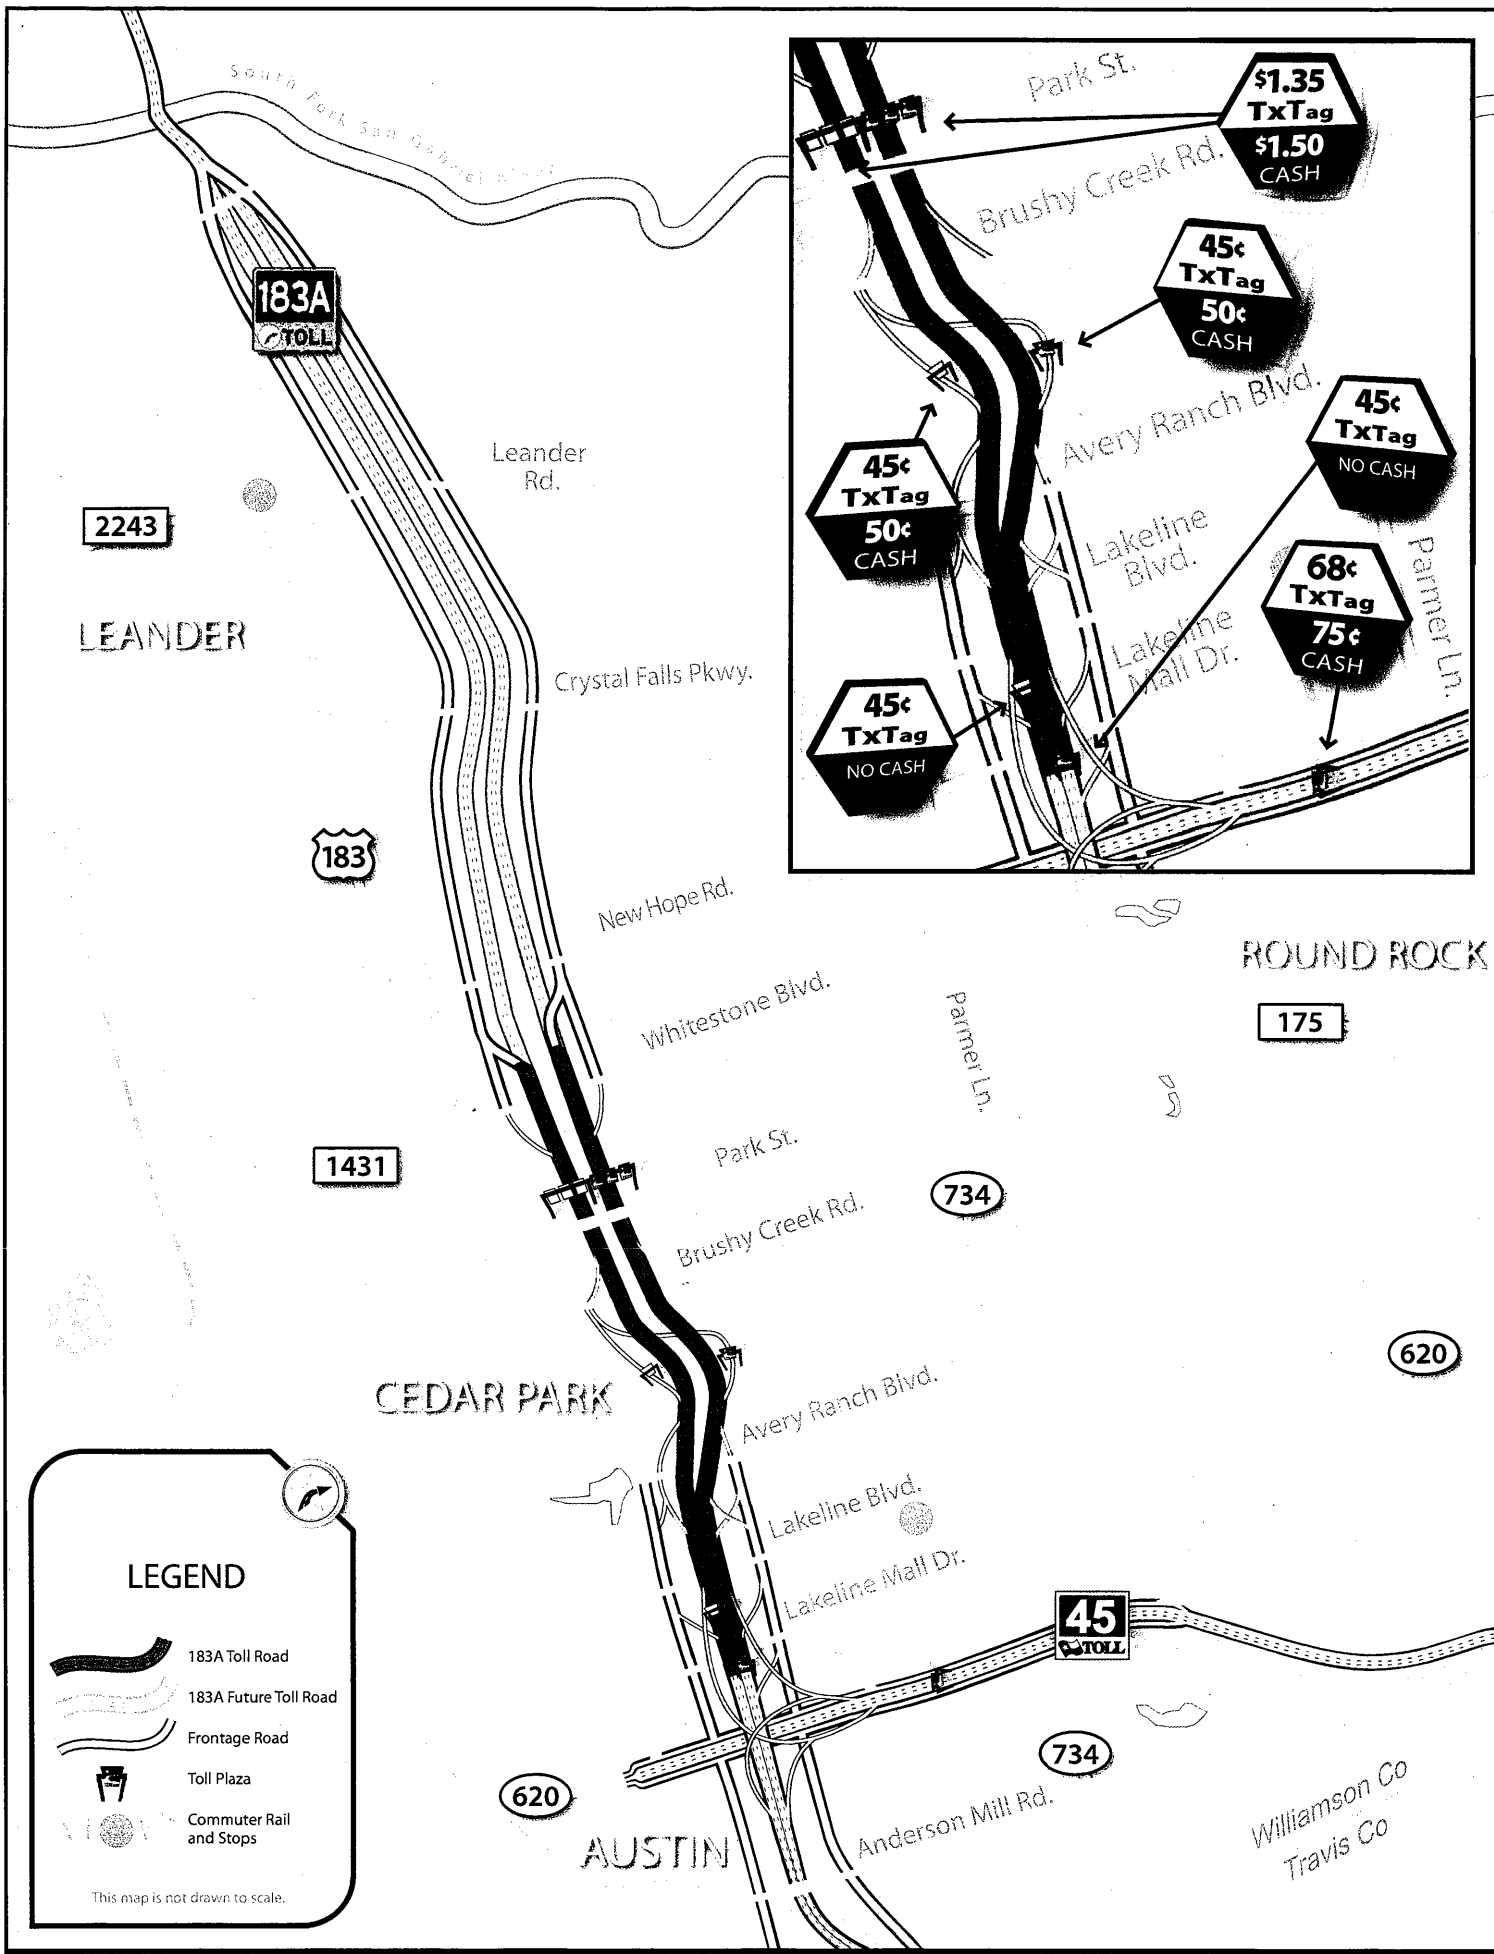 South Fork San Gabriel River
183A
TOLL
Leander
Rd.
2243
LEANDER
Crystal Falls Pkwy.
183
New Hope Rd.
Whitestone Blvd.
Parmer Ln.
1431
Park St.
734
Brushy Creek Rd.
CEDAR PARK
Avery Ranch Blvd.
Lakeline Blvd.
Lakeline Mall Dr.
45
TOLL
620
AUSTIN
734
Anderson Mill Rd.
Williamson Co
Travis Co
ROUND ROCK
175
620
Park St.
$1.35
TxTag
$1.50
CASH
Brushy Creek Rd.
45¢
TxTag
50¢
CASH
Avery Ranch Blvd.
45¢
TxTag
NO CASH
45¢
TxTag
50¢
CASH
Lakeline
Blvd.
68¢
TxTag
75¢
CASH
Parmer Ln.
Lakeline
Mall Dr.
45¢
TxTag
NO CASH
LEGEND
183A Toll Road
183A Future Toll Road
Frontage Road
Toll Plaza
Commuter Rail
and Stops
This map is not drawn to scale.